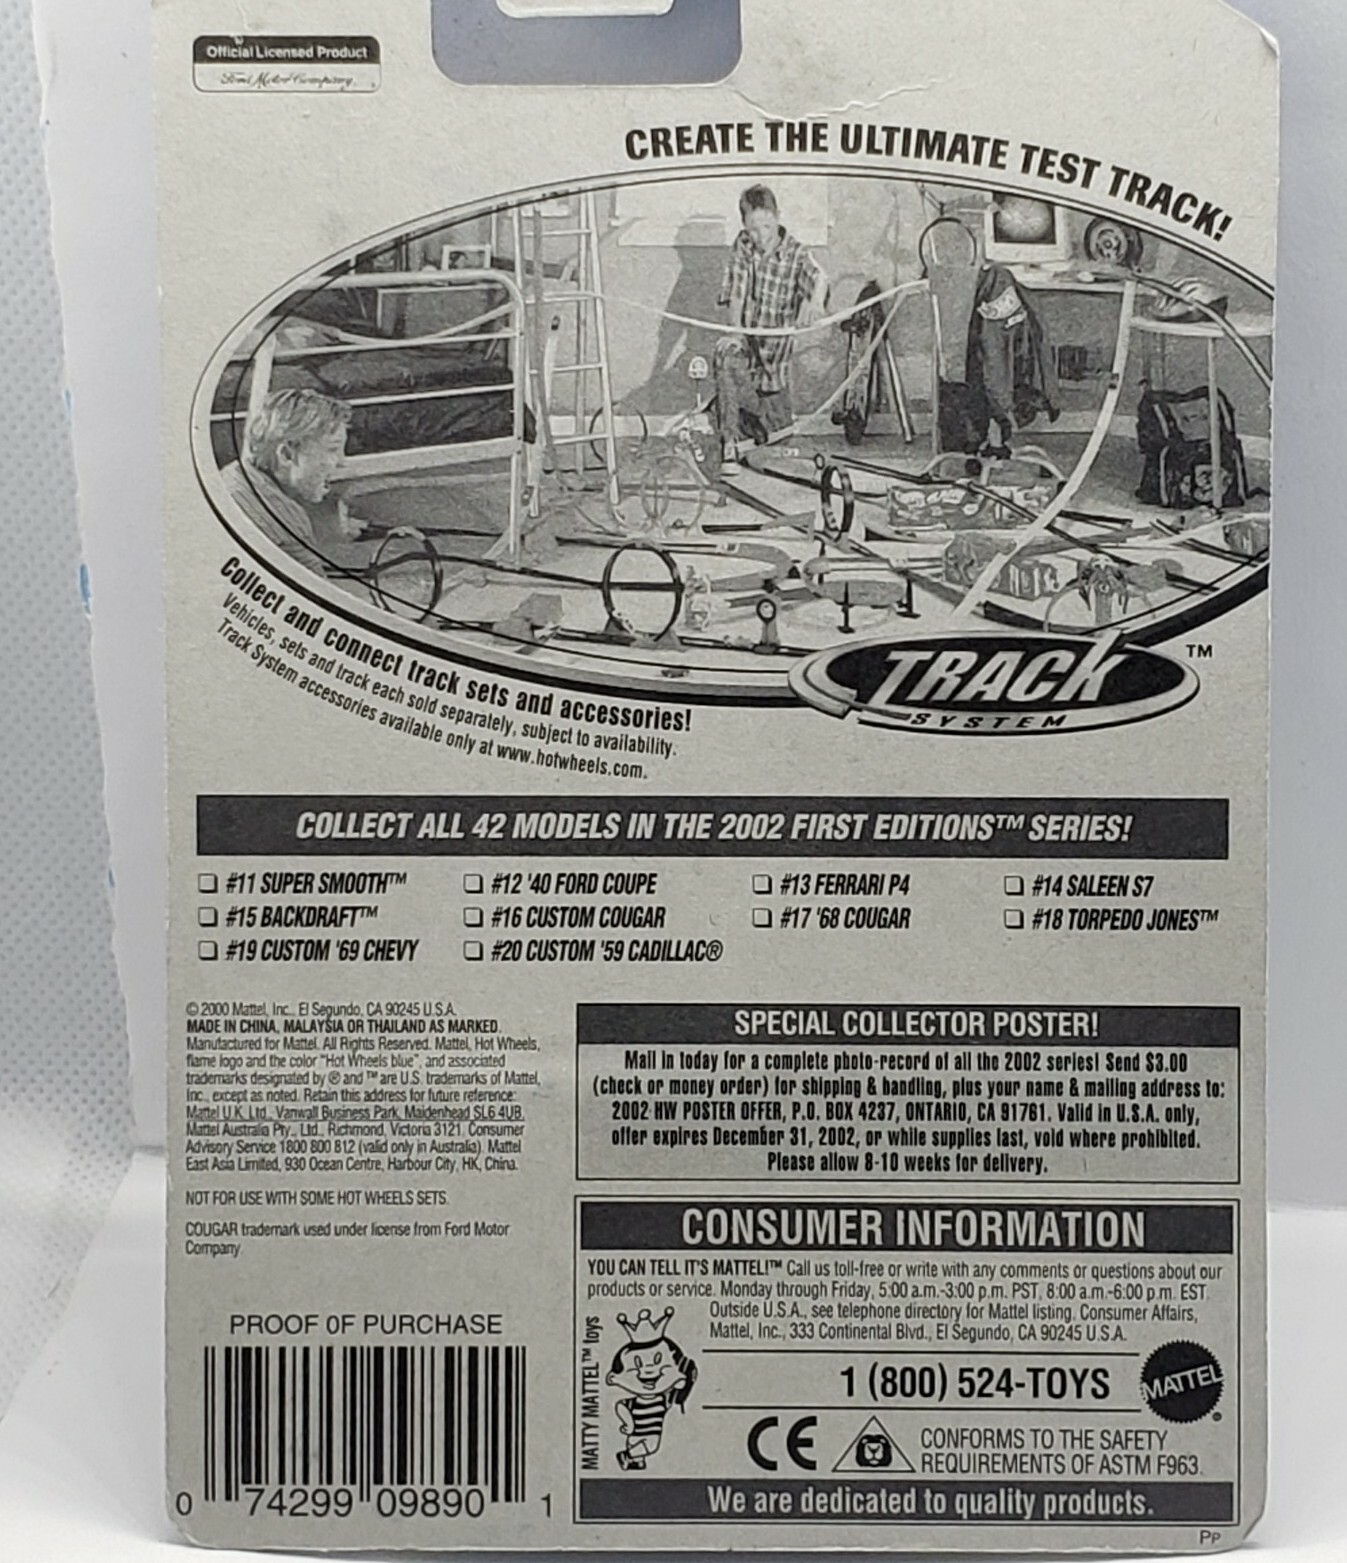 Official Licensed Product
Ford Motor Company
CREATE THE ULTIMATE TEST TRACK!
Collect and connect track sets and accessories!
Vehicles, sets and track each sold separately, subject to availability.
Track System accessories available only at www.hotwheels.com.
TRACK ™
SYSTEM
COLLECT ALL 42 MODELS IN THE 2002 FIRST EDITIONS™ SERIES!
#11 SUPER SMOOTH™ #12 '40 FORD COUPE #13 FERRARI P4 #14 SALEEN S7
#15 BACKDRAFT™ #16 CUSTOM COUGAR #17 '68 COUGAR #18 TORPEDO JONES™
#19 CUSTOM '69 CHEVY #20 CUSTOM '59 CADILLAC®
© 2000 Mattel, Inc., El Segundo, CA 90245 U.S.A.
MADE IN CHINA, MALAYSIA OR THAILAND AS MARKED.
Manufactured for Mattel. All Rights Reserved. Mattel, Hot Wheels,
flame logo and the color "Hot Wheels blue", and associated
trademarks designated by ® and ™ are U.S. trademarks of Mattel,
Inc., except as noted. Retain this address for future reference:
Mattel U.K. Ltd., Vanwall Business Park, Maidenhead SL6 4UB.
Mattel Australia Pty., Ltd., Richmond, Victoria 3121. Consumer
Advisory Service 1800 800 812 (valid only in Australia). Mattel
East Asia Limited, 930 Ocean Centre, Harbour City, HK, China.
NOT FOR USE WITH SOME HOT WHEELS SETS.
COUGAR trademark used under license from Ford Motor
Company.
PROOF OF PURCHASE
0 74299 09890 1
SPECIAL COLLECTOR POSTER!
Mail in today for a complete photo-record of all the 2002 series! Send $3.00
(check or money order) for shipping & handling, plus your name & mailing address to:
2002 HW POSTER OFFER, P.O. BOX 4237, ONTARIO, CA 91761. Valid in U.S.A. only,
offer expires December 31, 2002, or while supplies last, void where prohibited.
Please allow 8-10 weeks for delivery.
CONSUMER INFORMATION
YOU CAN TELL IT'S MATTEL!™ Call us toll-free or write with any comments or questions about our
products or service. Monday through Friday, 5:00 a.m.-3:00 p.m. PST, 8:00 a.m.-6:00 p.m. EST.
Outside U.S.A., see telephone directory for Mattel listing. Consumer Affairs,
Mattel, Inc., 333 Continental Blvd., El Segundo, CA 90245 U.S.A.
MATTY MATTEL™ toys
1 (800) 524-TOYS
MATTEL ®
CE
CONFORMS TO THE SAFETY
REQUIREMENTS OF ASTM F963.
We are dedicated to quality products.
PP